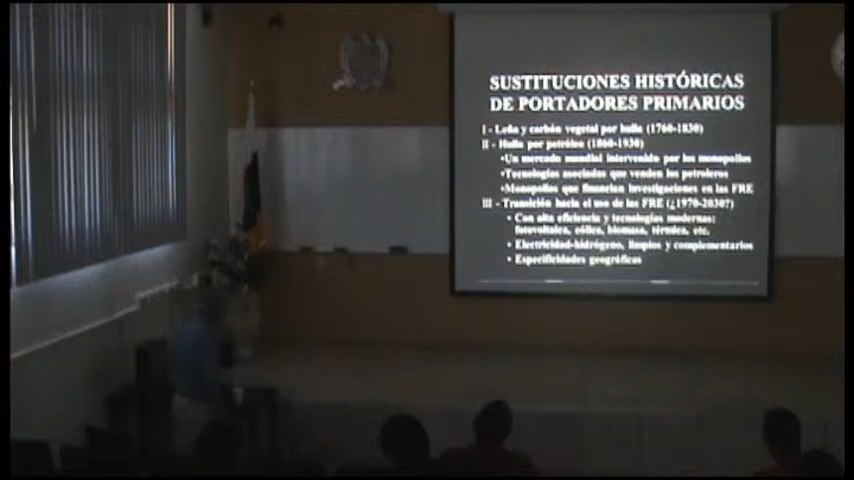 SUSTITUCIONES HISTÓRICAS
DE PORTADORES PRIMARIOS
I - Leña y carbón vegetal por hulla (1760-1830)
II - Hulla por petróleo (1860-1930)
•Un mercado mundial intervenido por los monopolios
•Tecnologías asociadas que venden los petroleros
•Monopolios que financian investigaciones en las FRE
III - Transición hacia el uso de las FRE (¿1970-2030?)
• Con alta eficiencia y tecnologías modernas:
fotovoltaica, eólica, biomasa, térmica, etc.
• Electricidad-hidrógeno, limpios y complementarios
• Especificidades geográficas